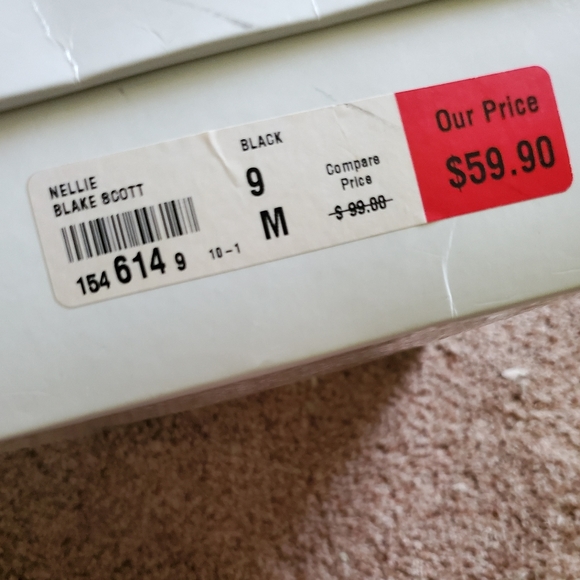 NELLIE
BLAKE SCOTT
154 614 9
10-1
BLACK
9
M
Compare
Price
$ 99.00
Our Price
$59.90